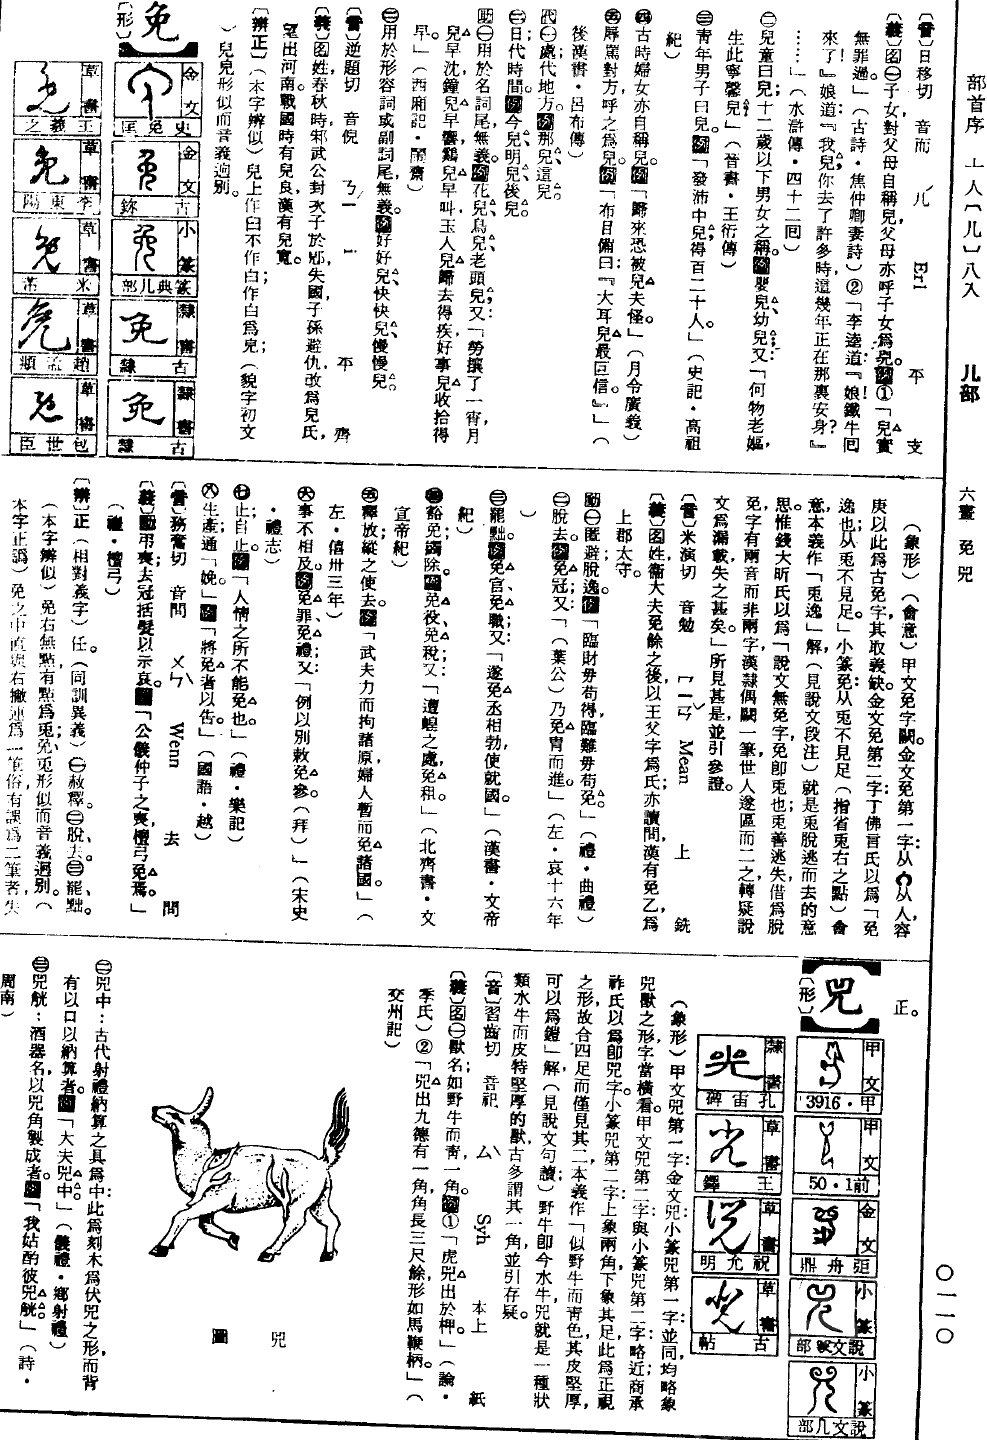 部首序　丄人〔儿〕八入　　儿部　　六畫　免兕　　〇一一〇
〔音〕日移切　音而　ㄦ　Erl　平　支
〔義〕图㊀子女對父母自稱兒父母亦呼子女爲兒。例①「兒實
無罪過」（古詩・焦仲卿妻詩）②「李逵道『娘鐵牛囘
來了！』娘道『我兒！你去了許多時，這幾年正在那裏安身？』
……」（水滸傳・四十二囘）
㊁兒童曰兒；十二歲以下男女之稱。例嬰兒幼兒；又：「何物老嫗，
生此寧馨兒」（晉書・王衍傳）
㊂靑年男子曰兒。例「發沛中兒，得百二十人。」（史記・高祖
紀）
㊃古時婦女亦自稱兒。例「歸來恐被兒夫怪。」（月令廣義）
㊄辱罵對方呼之爲兒。例「布目備曰：『大耳兒最叵信。』」（
後漢書・呂布傳）
代㊀處代地方。例那兒這兒。
㊁日代時間。例今兒明兒後兒。
助㊀用於名詞尾無義。例花兒鳥兒老頭兒；又：「勞攘了一宵，月
兒早沈，鐘兒早響，鷄兒早叫，玉人兒歸去得疾，好事兒收拾得
早。」（西廂記・鬧齋）
㊁用於形容詞或副詞尾無義。例好好兒，快快兒，慢慢兒。
〔音〕逆題切　音倪　ㄋㄧ　平　齊
〔義〕图姓春秋時邾武公封次子於郳失國子孫避仇改爲兒氏，
望出河南。戰國時有兒良，漢有兒寬。
〔辨正〕（本字辨似）兒上作臼不作白作白爲皃（貌字初文
）兒皃形似而音義迥別。
免
〔形〕
金文　史免匡
金文　古鉨
小篆　篆典儿部
隸書　古隸
隸書　古隸
草書　王羲之
草書　李東陽
草書　米芾
草書　趙孟頫
草書　包世臣
（象形）（會意）甲文免字闕。金文免第一字：从𠆢从人，容
庚以此爲古免字其取義缺。金文免第二字：丁佛言氏以爲「免
逸也；从兔不見足。」小篆免：从兔不見足（指省兔右之點）會
意本義作「兔逸」解（見說文段注）就是兔脫逃而去的意
思。惟錢大昕氏以爲「說文無免字，免卽兔也；兔善逃失，借爲脫
免字有兩音而非兩字，漢隸偶闕一筆，世人遂區而二之，轉疑說
文爲漏載失之甚矣。」所見甚是並引參證。
〔音〕米演切　音勉　ㄇㄧㄢˇ　Mean　上　銑
〔義〕图姓衞大夫免餘之後，以王父字爲氏，亦讀問，漢有免乙爲
上郡太守。
動㊀匿避脫逸。例「臨財毋苟得，臨難毋苟免。」（禮・曲禮）
㊁脫去。例免冠；又：「（葉公）乃免胄而進。」（左・哀十六年
）
㊂罷黜。例免官免職；又：「遂免丞相勃使就國。」（漢書・文帝
紀）
㊃豁免蠲除。例免役免稅；又：「遭蝗之處免租。」（北齊書・文
宣帝紀）
㊄釋放縱之使去。例「武夫力而拘諸原，婦人暫而免諸國。」（
左・僖卅三年）
㊅事不相及。例免罪免禮；又：「例以別敕免參。（拜）」（宋史
・禮志）
㊆止自止。例「人情之所不能免也。」（禮・樂記）
㊇生產通「娩」。例「將免者以吿。」（國語・越）
〔音〕務奮切　音問　ㄨㄣˋ　Wenn　去　問
〔義〕動弔喪去冠括髮以示哀。例「公儀仲子之喪，檀弓免焉。」
（禮・檀弓）
〔辨正〕（相對義字）任。（同訓異義）㊀赦、釋。㊁脫、去。㊂罷、黜。
（本字辨似）免右無點，有點爲兔；免兔形似而音義迥別。（
本字正譌）免之中直與右撇連爲一筆，俗有誤爲二筆者，失
正。
兕
〔形〕
甲文　甲・3916
甲文　前1・50
金文　弫舟鼎
小篆　說文兕部
小篆　說文几部
隸書　孔宙碑
草書　王鐸
草書　祝允明
草書　古帖
（象形）甲文兕第一字：金文兕小篆兕第一字：並同均略象
兕獸之形字當橫看。甲文兕第二字：與小篆兕第二字：略近；商承
祚氏以爲卽兕字。小篆兕第二字：上象兩角，下象其足，此爲正視
之形，故合四足而僅見其二。本義作「似野牛而靑色，其皮堅厚，
可以爲鎧」解（見說文句讀）野牛卽今水牛，兕就是一種狀
類水牛而皮特堅厚的獸，古多謂其一角並引存疑。
〔音〕習齒切　音祀　ㄙˋ　Syh　本上　紙
〔義〕图㊀獸名；如野牛而靑，一角。例①「虎兕出於柙。」（論・
季氏）②「兕出九德，有一角，角長三尺餘，形如馬鞭柄。」（
交州記）
兕圖
㊁兕中：古代射禮納算之具爲中；此爲刻木爲伏兕之形而背
有以口以納算者。例「大夫兕中。」（儀禮・鄉射禮）
㊂兕觥：酒器名，以兕角製成者。例「我姑酌彼兕觥。」（詩・
周南）